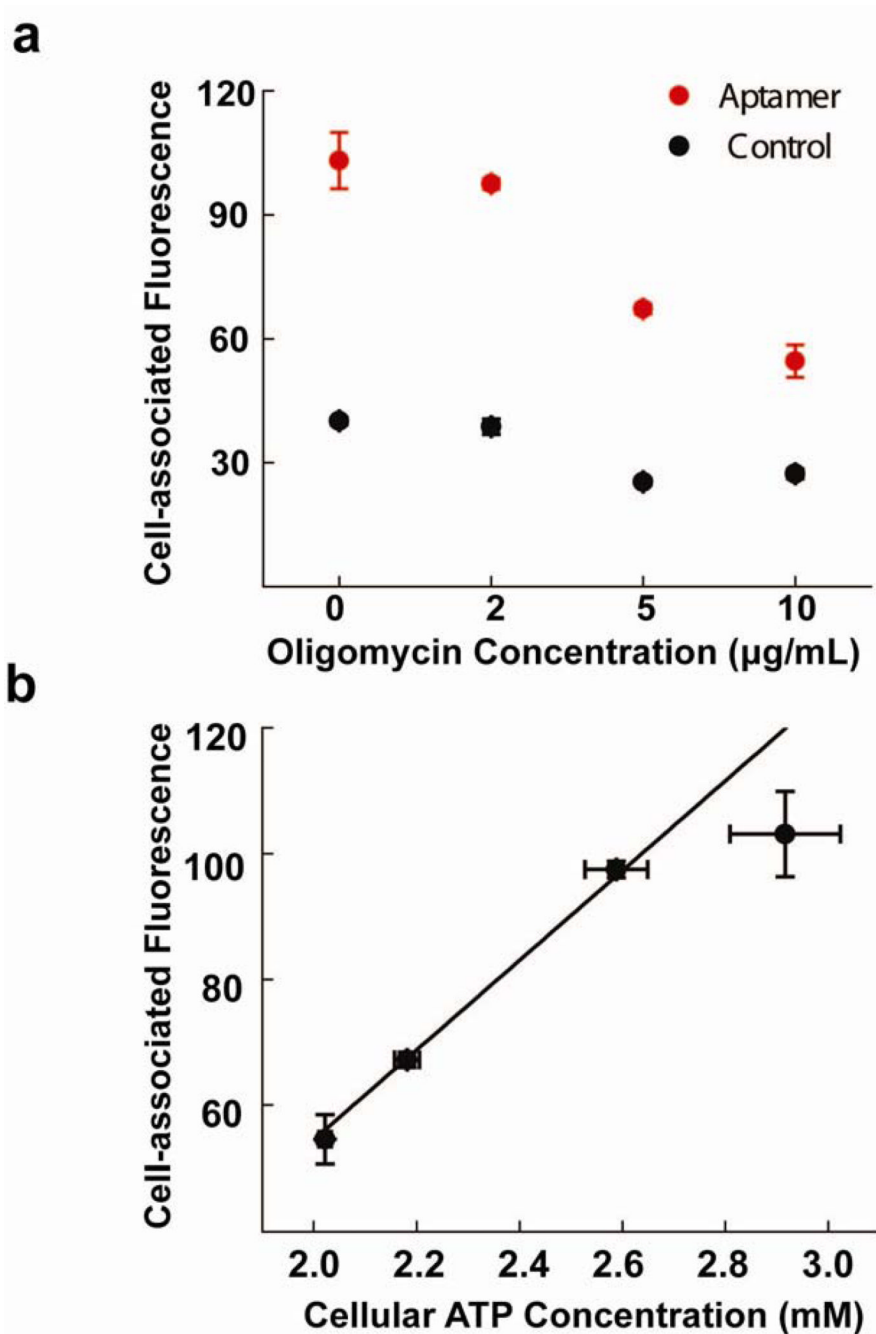 a
120
90
60
30
Cell-associated Fluorescence
Aptamer
Control
0 2 5 10
Oligomycin Concentration (µg/mL)
b
120
100
80
60
Cell-associated Fluorescence
2.0 2.2 2.4 2.6 2.8 3.0
Cellular ATP Concentration (mM)